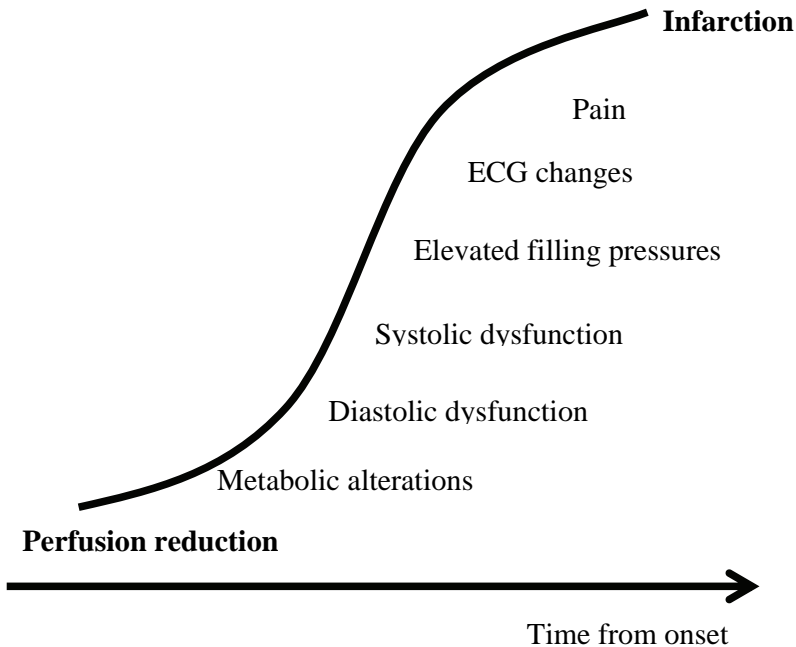 Infarction
Pain
ECG changes
Elevated filling pressures
Systolic dysfunction
Diastolic dysfunction
Metabolic alterations
Perfusion reduction
Time from onset